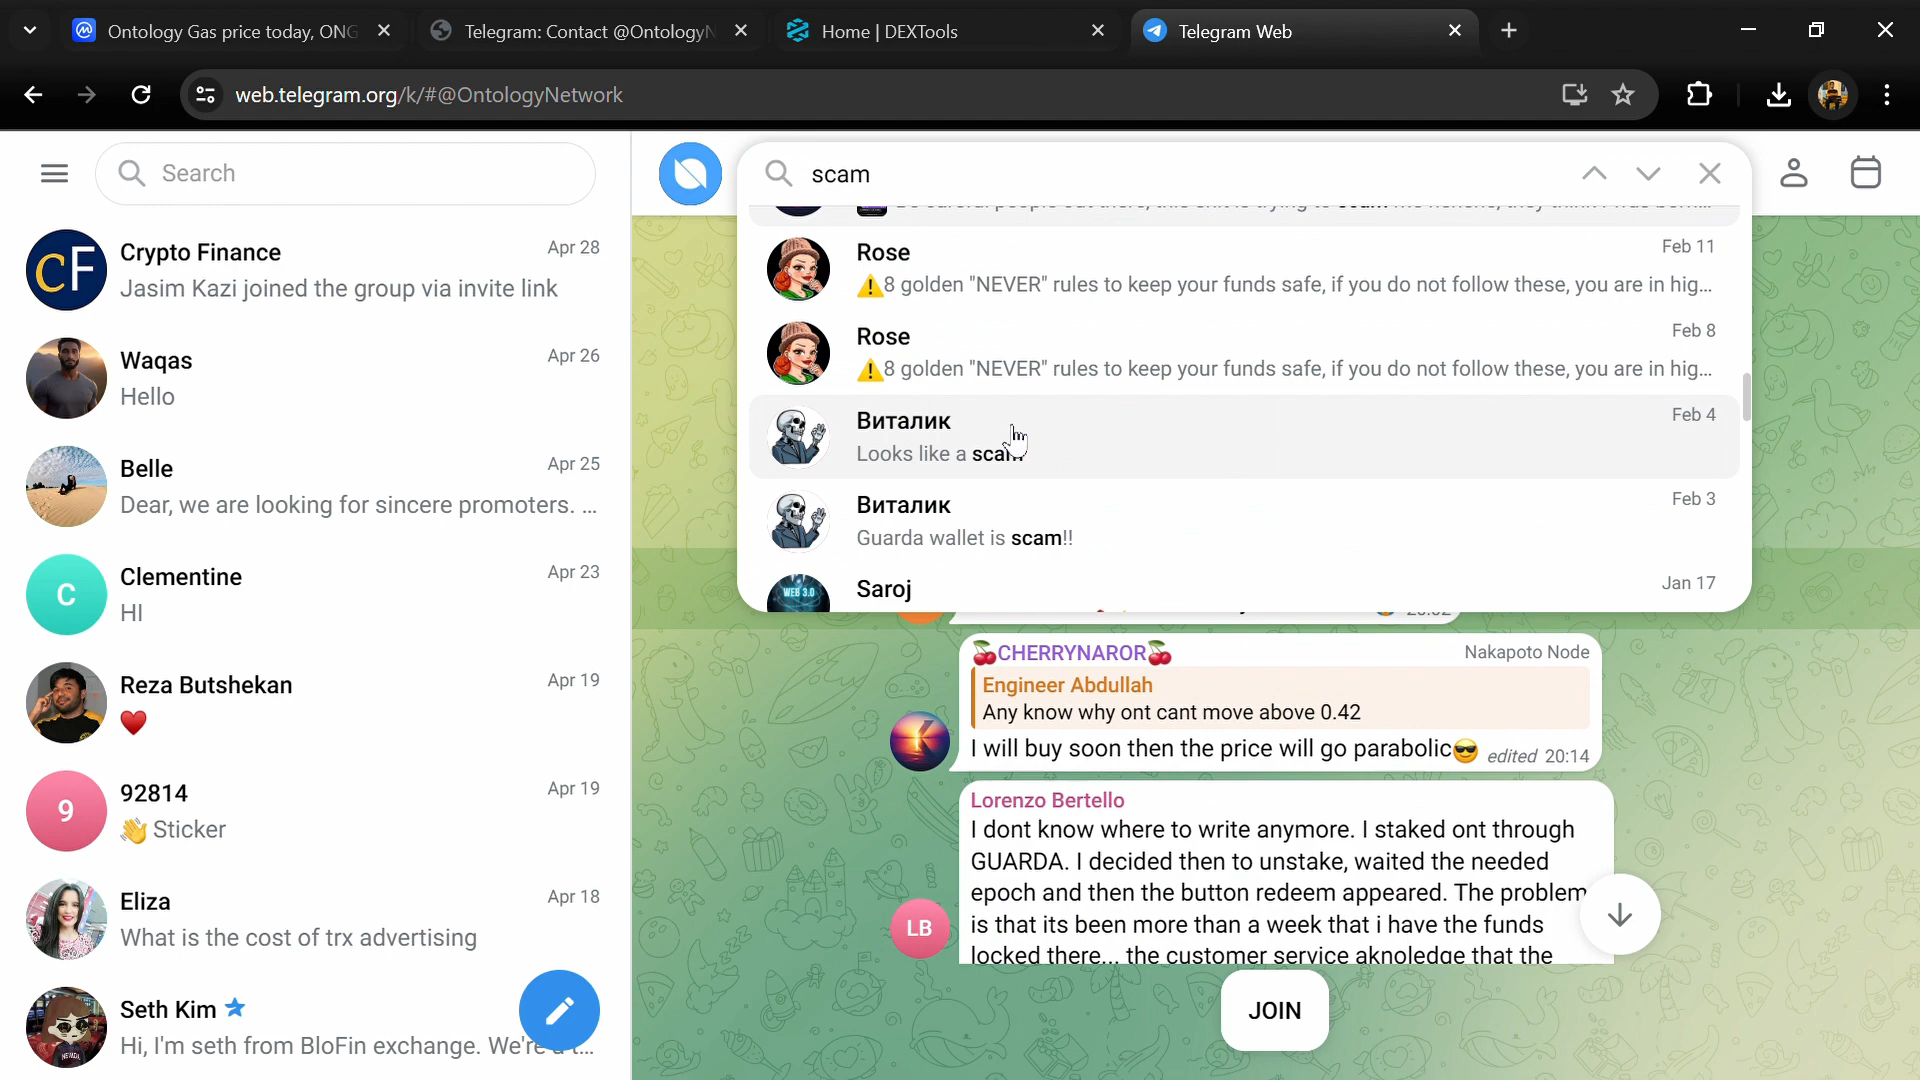 Ontology Gas price today, ONG
Telegram: Contact @OntologyN
Home | DEXTools
Telegram Web
web.telegram.org/k/#@OntologyNetwork
Search
scam
Crypto Finance
Apr 28
Jasim Kazi joined the group via invite link
Waqas
Apr 26
Hello
Belle
Apr 25
Dear, we are looking for sincere promoters. ...
C
Clementine
Apr 23
HI
Reza Butshekan
Apr 19
❤️
9
92814
Apr 19
👋 Sticker
Eliza
Apr 18
What is the cost of trx advertising
Seth Kim
Hi, I'm seth from BloFin exchange. We're
Rose
Feb 11
⚠️8 golden "NEVER" rules to keep your funds safe, if you do not follow these, you are in hig...
Rose
Feb 8
⚠️8 golden "NEVER" rules to keep your funds safe, if you do not follow these, you are in hig...
Виталик
Feb 4
Looks like a scam
Виталик
Feb 3
Guarda wallet is scam!!
WEB 3.0
Saroj
Jan 17
🍒CHERRYNAROR🍒
Nakapoto Node
Engineer Abdullah
Any know why ont cant move above 0.42
I will buy soon then the price will go parabolic😎 edited 20:14
LB
Lorenzo Bertello
I dont know where to write anymore. I staked ont through
GUARDA. I decided then to unstake, waited the needed
epoch and then the button redeem appeared. The problem
is that its been more than a week that i have the funds
locked there... the customer service aknoledge that the
JOIN